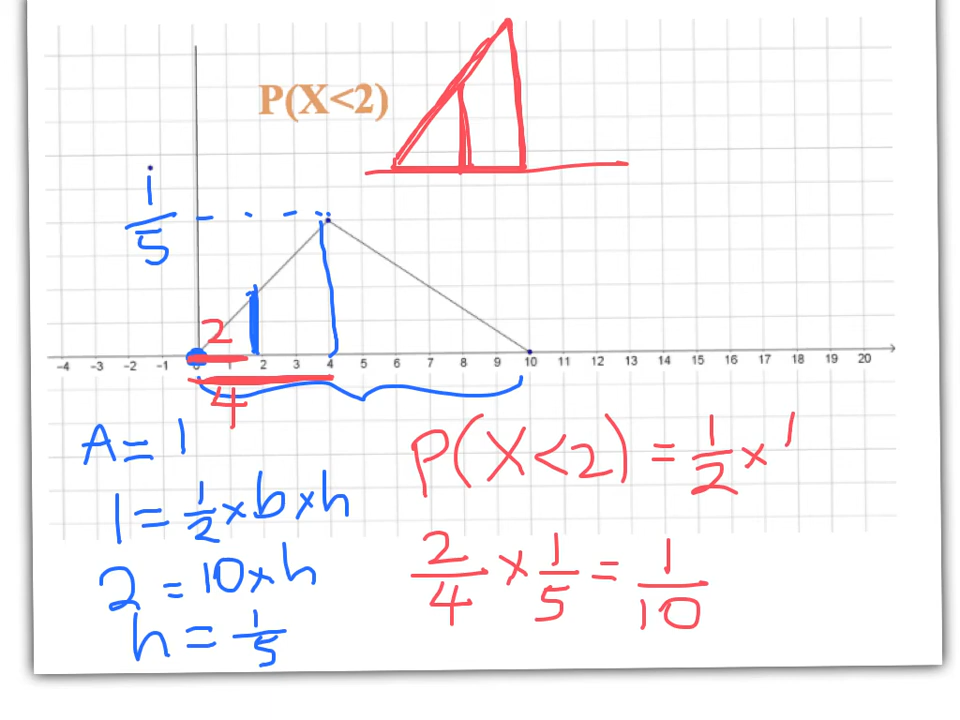 P(X<2)
1/5
2
-4 -3 -2 -1 0 1 2 3 4 5 6 7 8 9 10 11 12 13 14 15 16 17 18 19 20
4
A = 1
1 = 1/2 × b × h
2 = 10 × h
h = 1/5
P(X<2) = 1/2 × 1
2/4 × 1/5 = 1/10